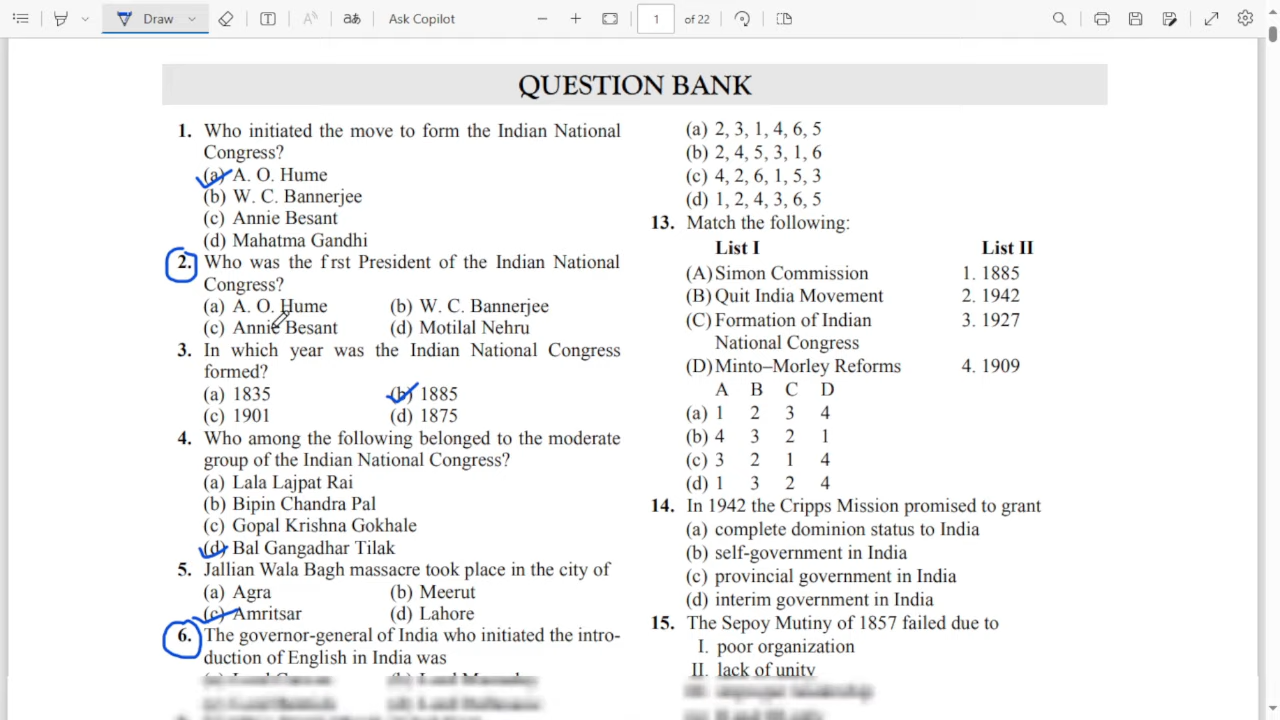 Draw
Ask Copilot
1 of 22
QUESTION BANK
1. Who initiated the move to form the Indian National
Congress?
(a) A. O. Hume
(b) W. C. Bannerjee
(c) Annie Besant
(d) Mahatma Gandhi
2. Who was the f rst President of the Indian National
Congress?
(a) A. O. Hume (b) W. C. Bannerjee
(c) Annie Besant (d) Motilal Nehru
3. In which year was the Indian National Congress
formed?
(a) 1835 (b) 1885
(c) 1901 (d) 1875
4. Who among the following belonged to the moderate
group of the Indian National Congress?
(a) Lala Lajpat Rai
(b) Bipin Chandra Pal
(c) Gopal Krishna Gokhale
(d) Bal Gangadhar Tilak
5. Jallian Wala Bagh massacre took place in the city of
(a) Agra (b) Meerut
(c) Amritsar (d) Lahore
6. The governor-general of India who initiated the intro-
duction of English in India was
(a) 2, 3, 1, 4, 6, 5
(b) 2, 4, 5, 3, 1, 6
(c) 4, 2, 6, 1, 5, 3
(d) 1, 2, 4, 3, 6, 5
13. Match the following:
List I List II
(A) Simon Commission 1. 1885
(B) Quit India Movement 2. 1942
(C) Formation of Indian 3. 1927
National Congress
(D) Minto–Morley Reforms 4. 1909
A B C D
(a) 1 2 3 4
(b) 4 3 2 1
(c) 3 2 1 4
(d) 1 3 2 4
14. In 1942 the Cripps Mission promised to grant
(a) complete dominion status to India
(b) self-government in India
(c) provincial government in India
(d) interim government in India
15. The Sepoy Mutiny of 1857 failed due to
I. poor organization
II. lack of unity